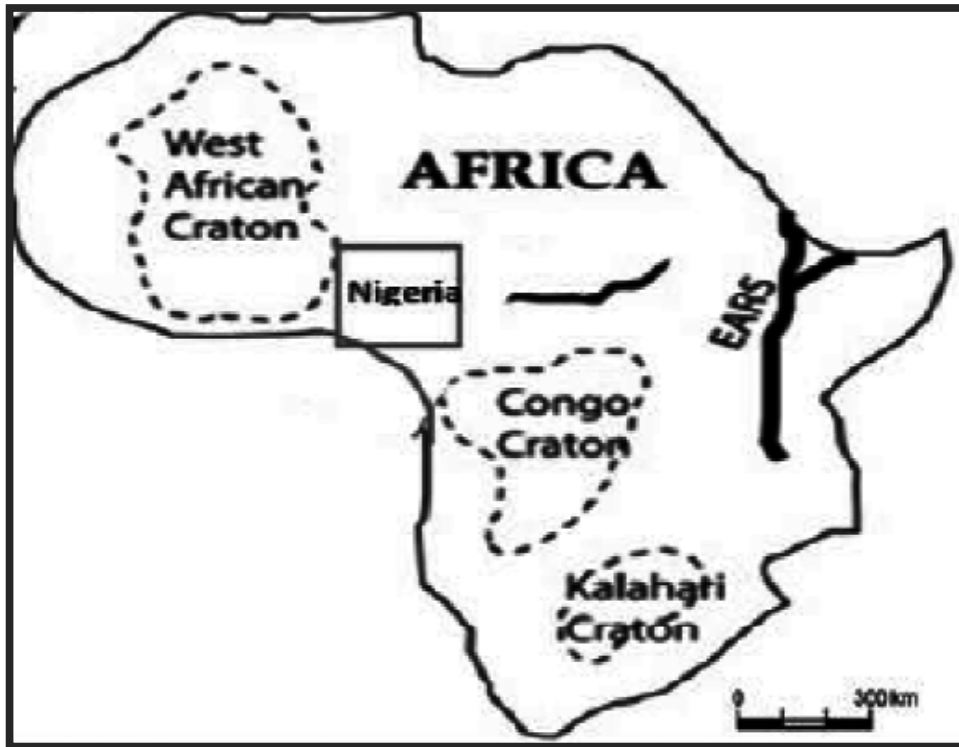 West
African
Craton
AFRICA
Nigeria
EARS
Congo
Craton
Kalahari
Craton
0 300km